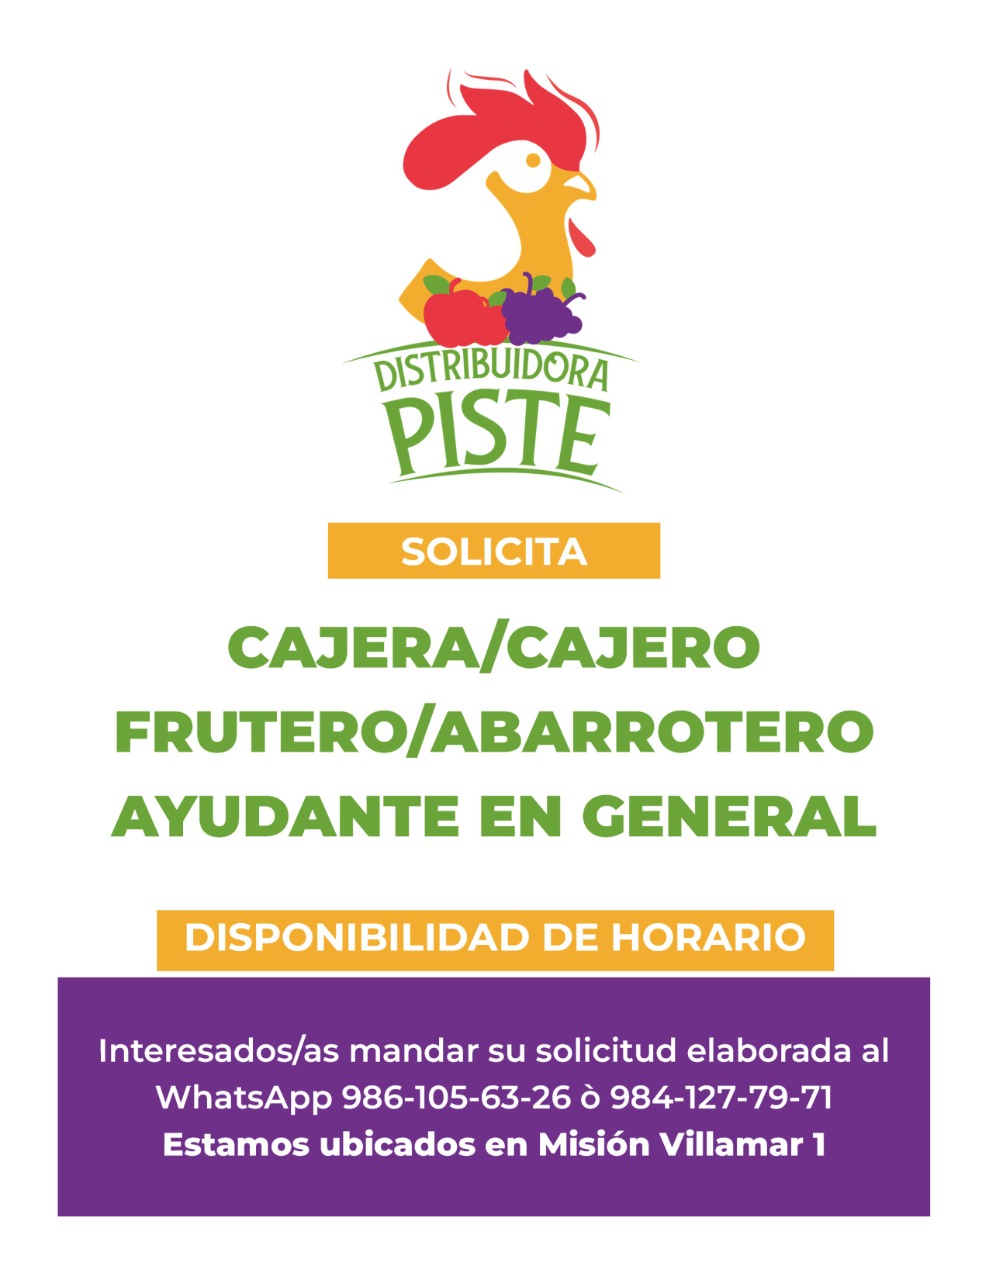 DISTRIBUIDORA
PISTE
SOLICITA
CAJERA/CAJERO
FRUTERO/ABARROTERO
AYUDANTE EN GENERAL
DISPONIBILIDAD DE HORARIO
Interesados/as mandar su solicitud elaborada al
WhatsApp 986-105-63-26 ò 984-127-79-71
Estamos ubicados en Misión Villamar 1